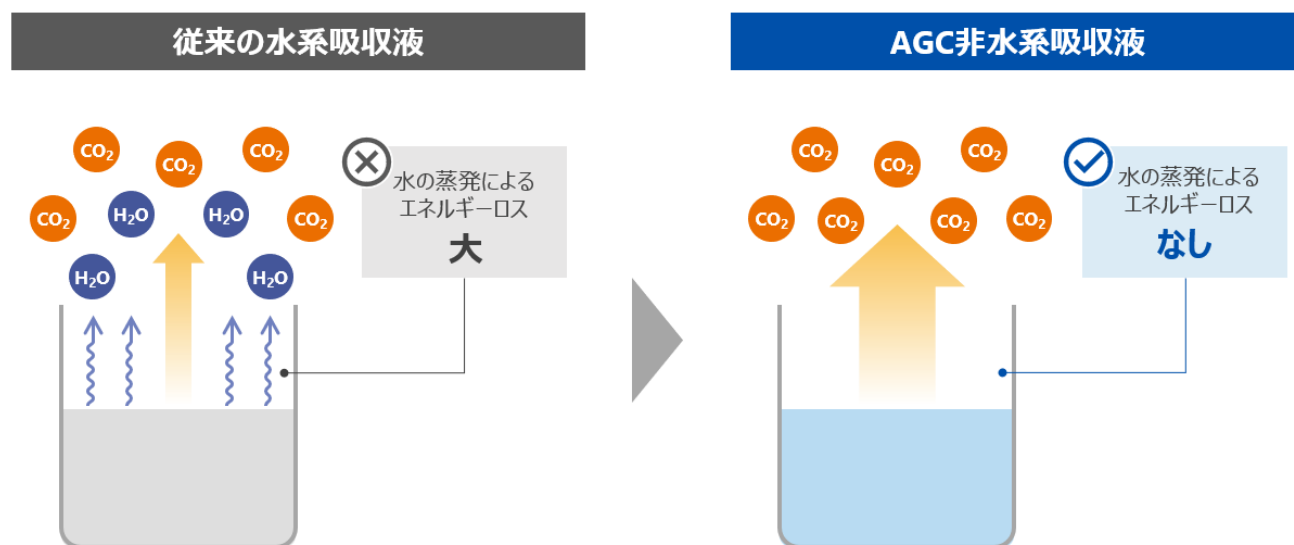 従来の水系吸収液
AGC非水系吸収液
CO₂
CO₂
CO₂
CO₂
H₂O
H₂O
CO₂
H₂O
H₂O
水の蒸発による
エネルギーロス
大
CO₂
CO₂
CO₂
CO₂
CO₂
CO₂
CO₂
水の蒸発による
エネルギーロス
なし